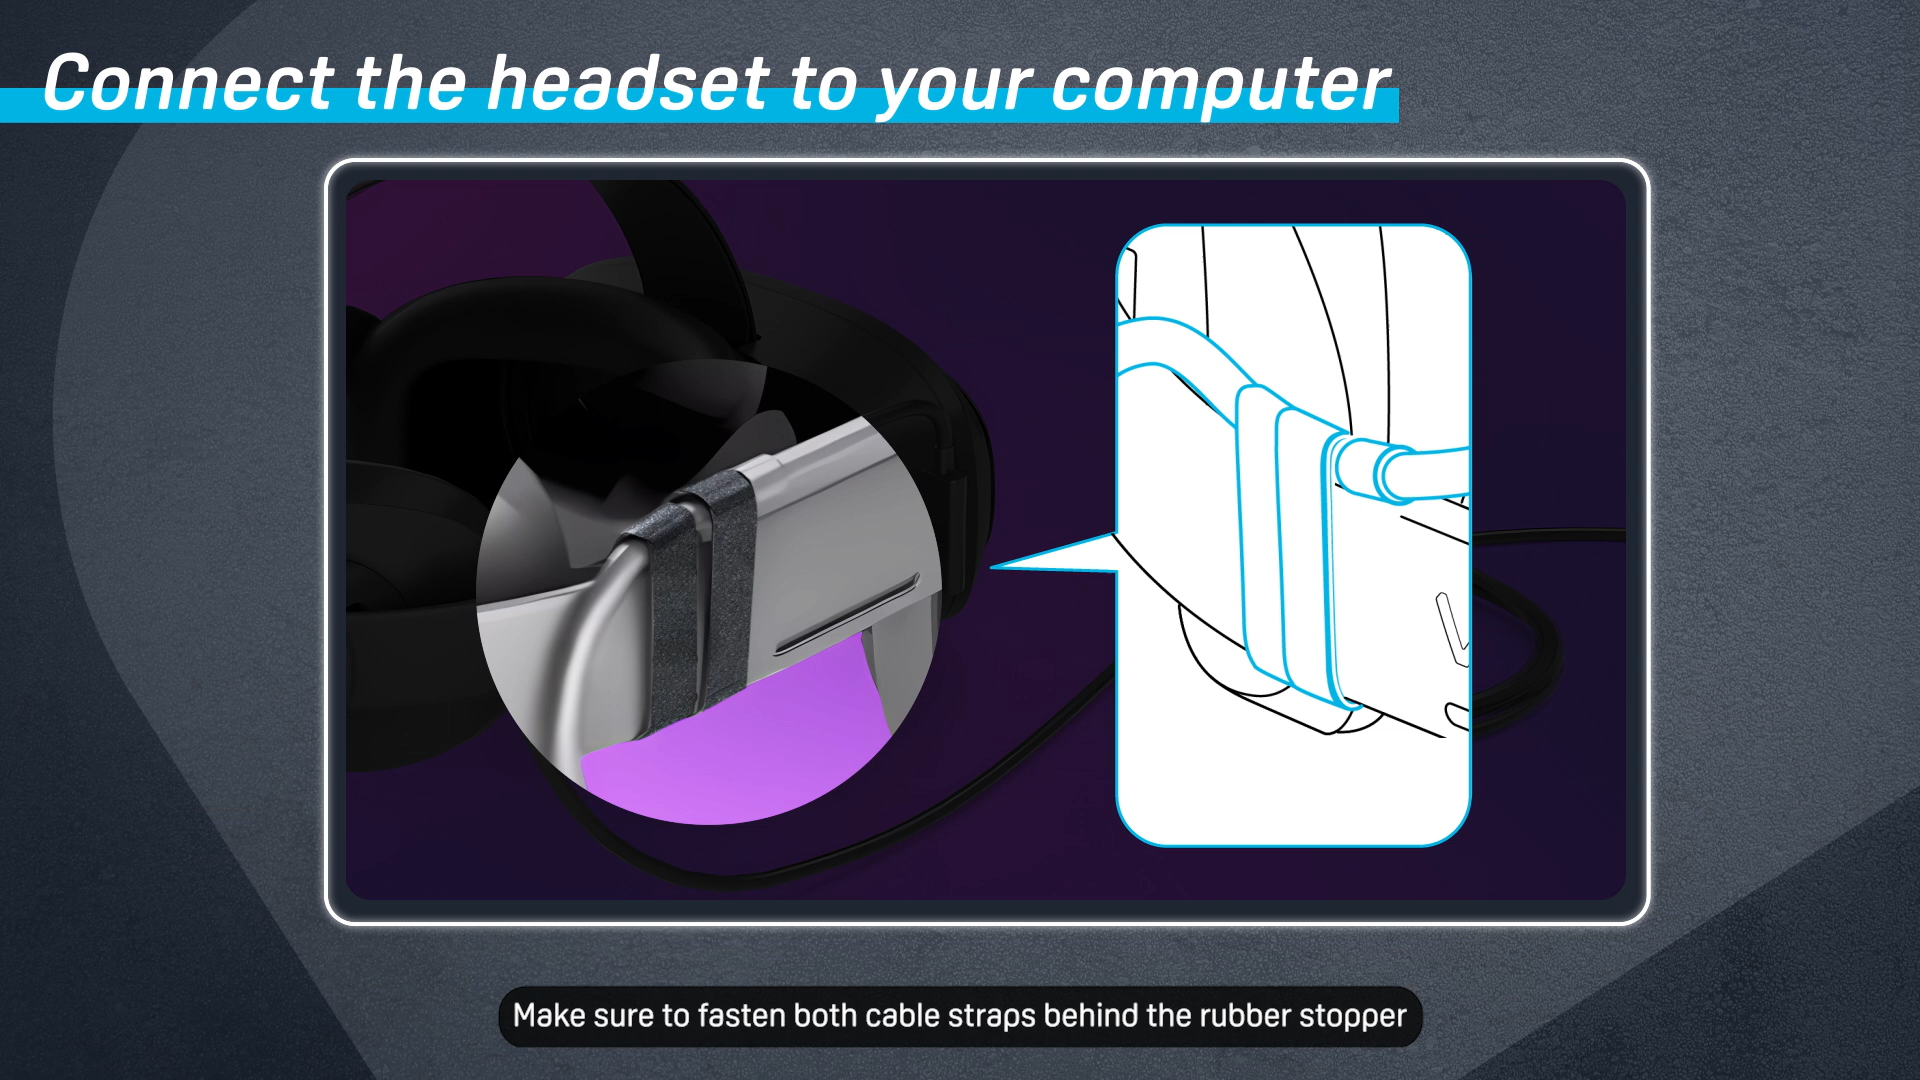 Connect the headset to your computer
Make sure to fasten both cable straps behind the rubber stopper